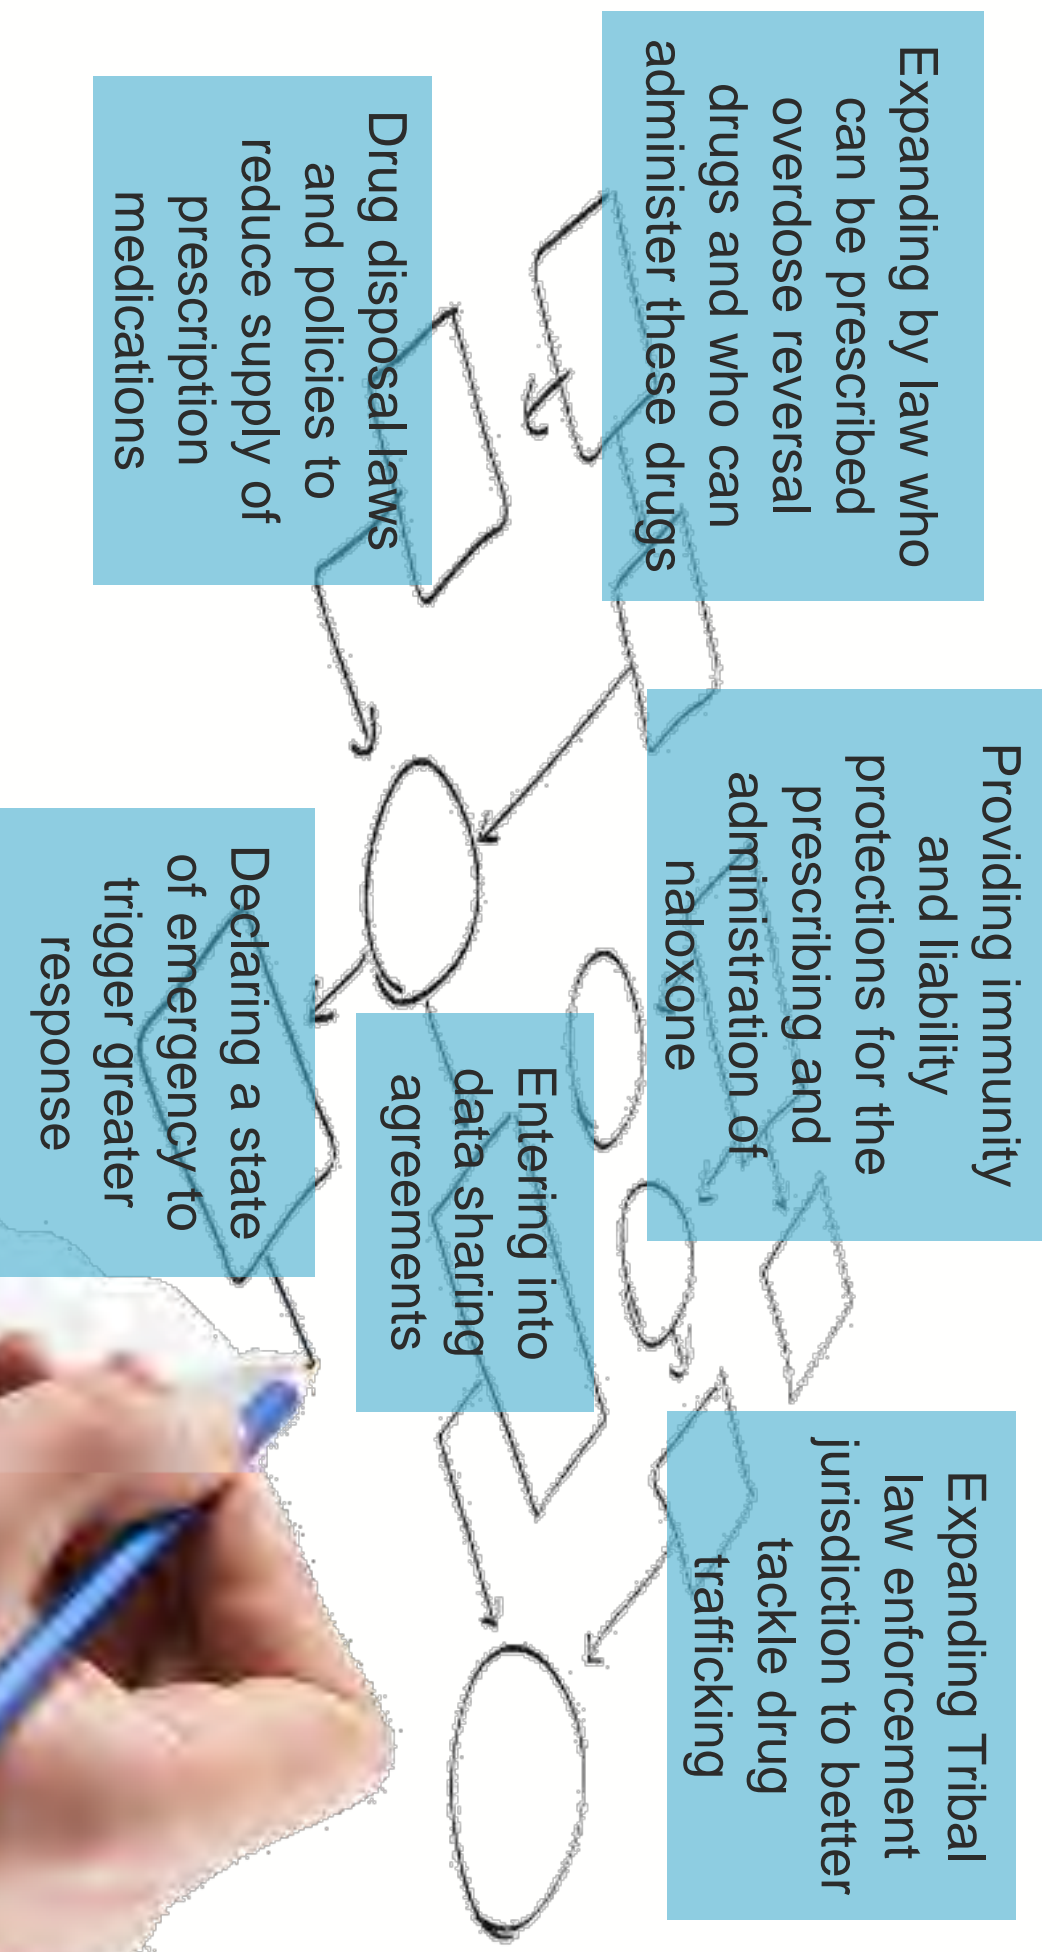 Expanding by law who
can be prescribed
overdose reversal
drugs and who can
administer these drugs
Providing immunity
and liability
protections for the
prescribing and
administration of
naloxone
Expanding Tribal
law enforcement
jurisdiction to better
tackle drug
trafficking
Drug disposal laws
and policies to
reduce supply of
prescription
medications
Entering into
data sharing
agreements
Declaring a state
of emergency to
trigger greater
response